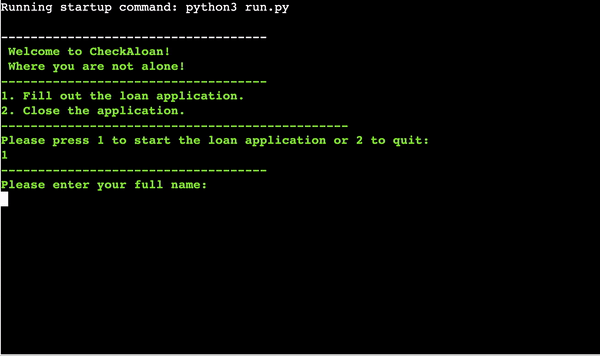 Running startup command: python3 run.py
------------------------------------
Welcome to CheckAloan!
Where you are not alone!
------------------------------------
1. Fill out the loan application.
2. Close the application.
-----------------------------------------------
Please press 1 to start the loan application or 2 to quit:
1
------------------------------------
Please enter your full name: